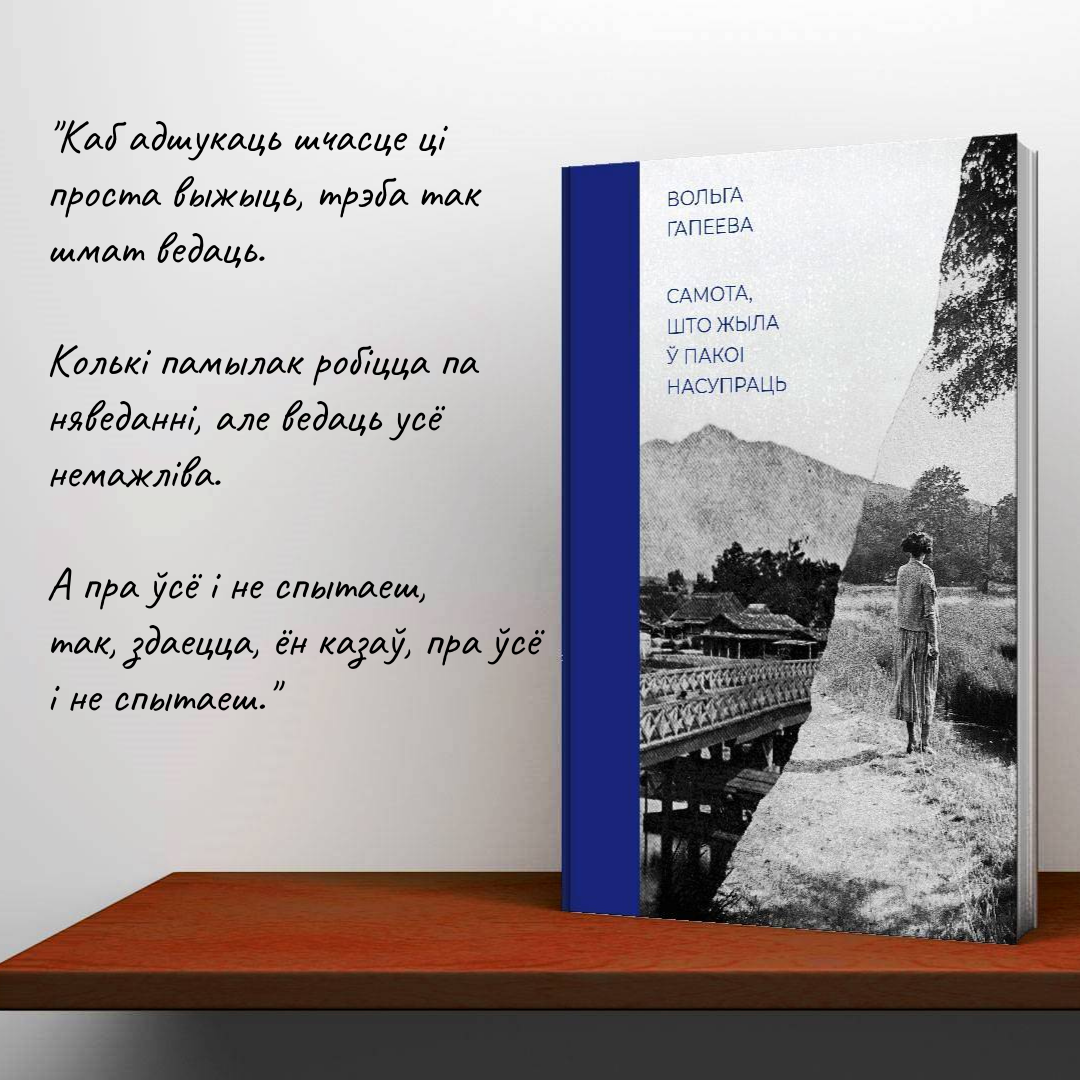 "Каб адшукаць шчасце ці
проста выжыць, трэба так
шмат ведаць.
Колькі памылак робіцца па
няведанні, але ведаць усё
немажліва.
А пра ўсё і не спытаеш,
так, здаецца, ён казаў, пра ўсё
і не спытаеш."
ВОЛЬГА
ГАПЕЕВА
САМОТА,
ШТО ЖЫЛА
Ў ПАКОІ
НАСУПРАЦЬ